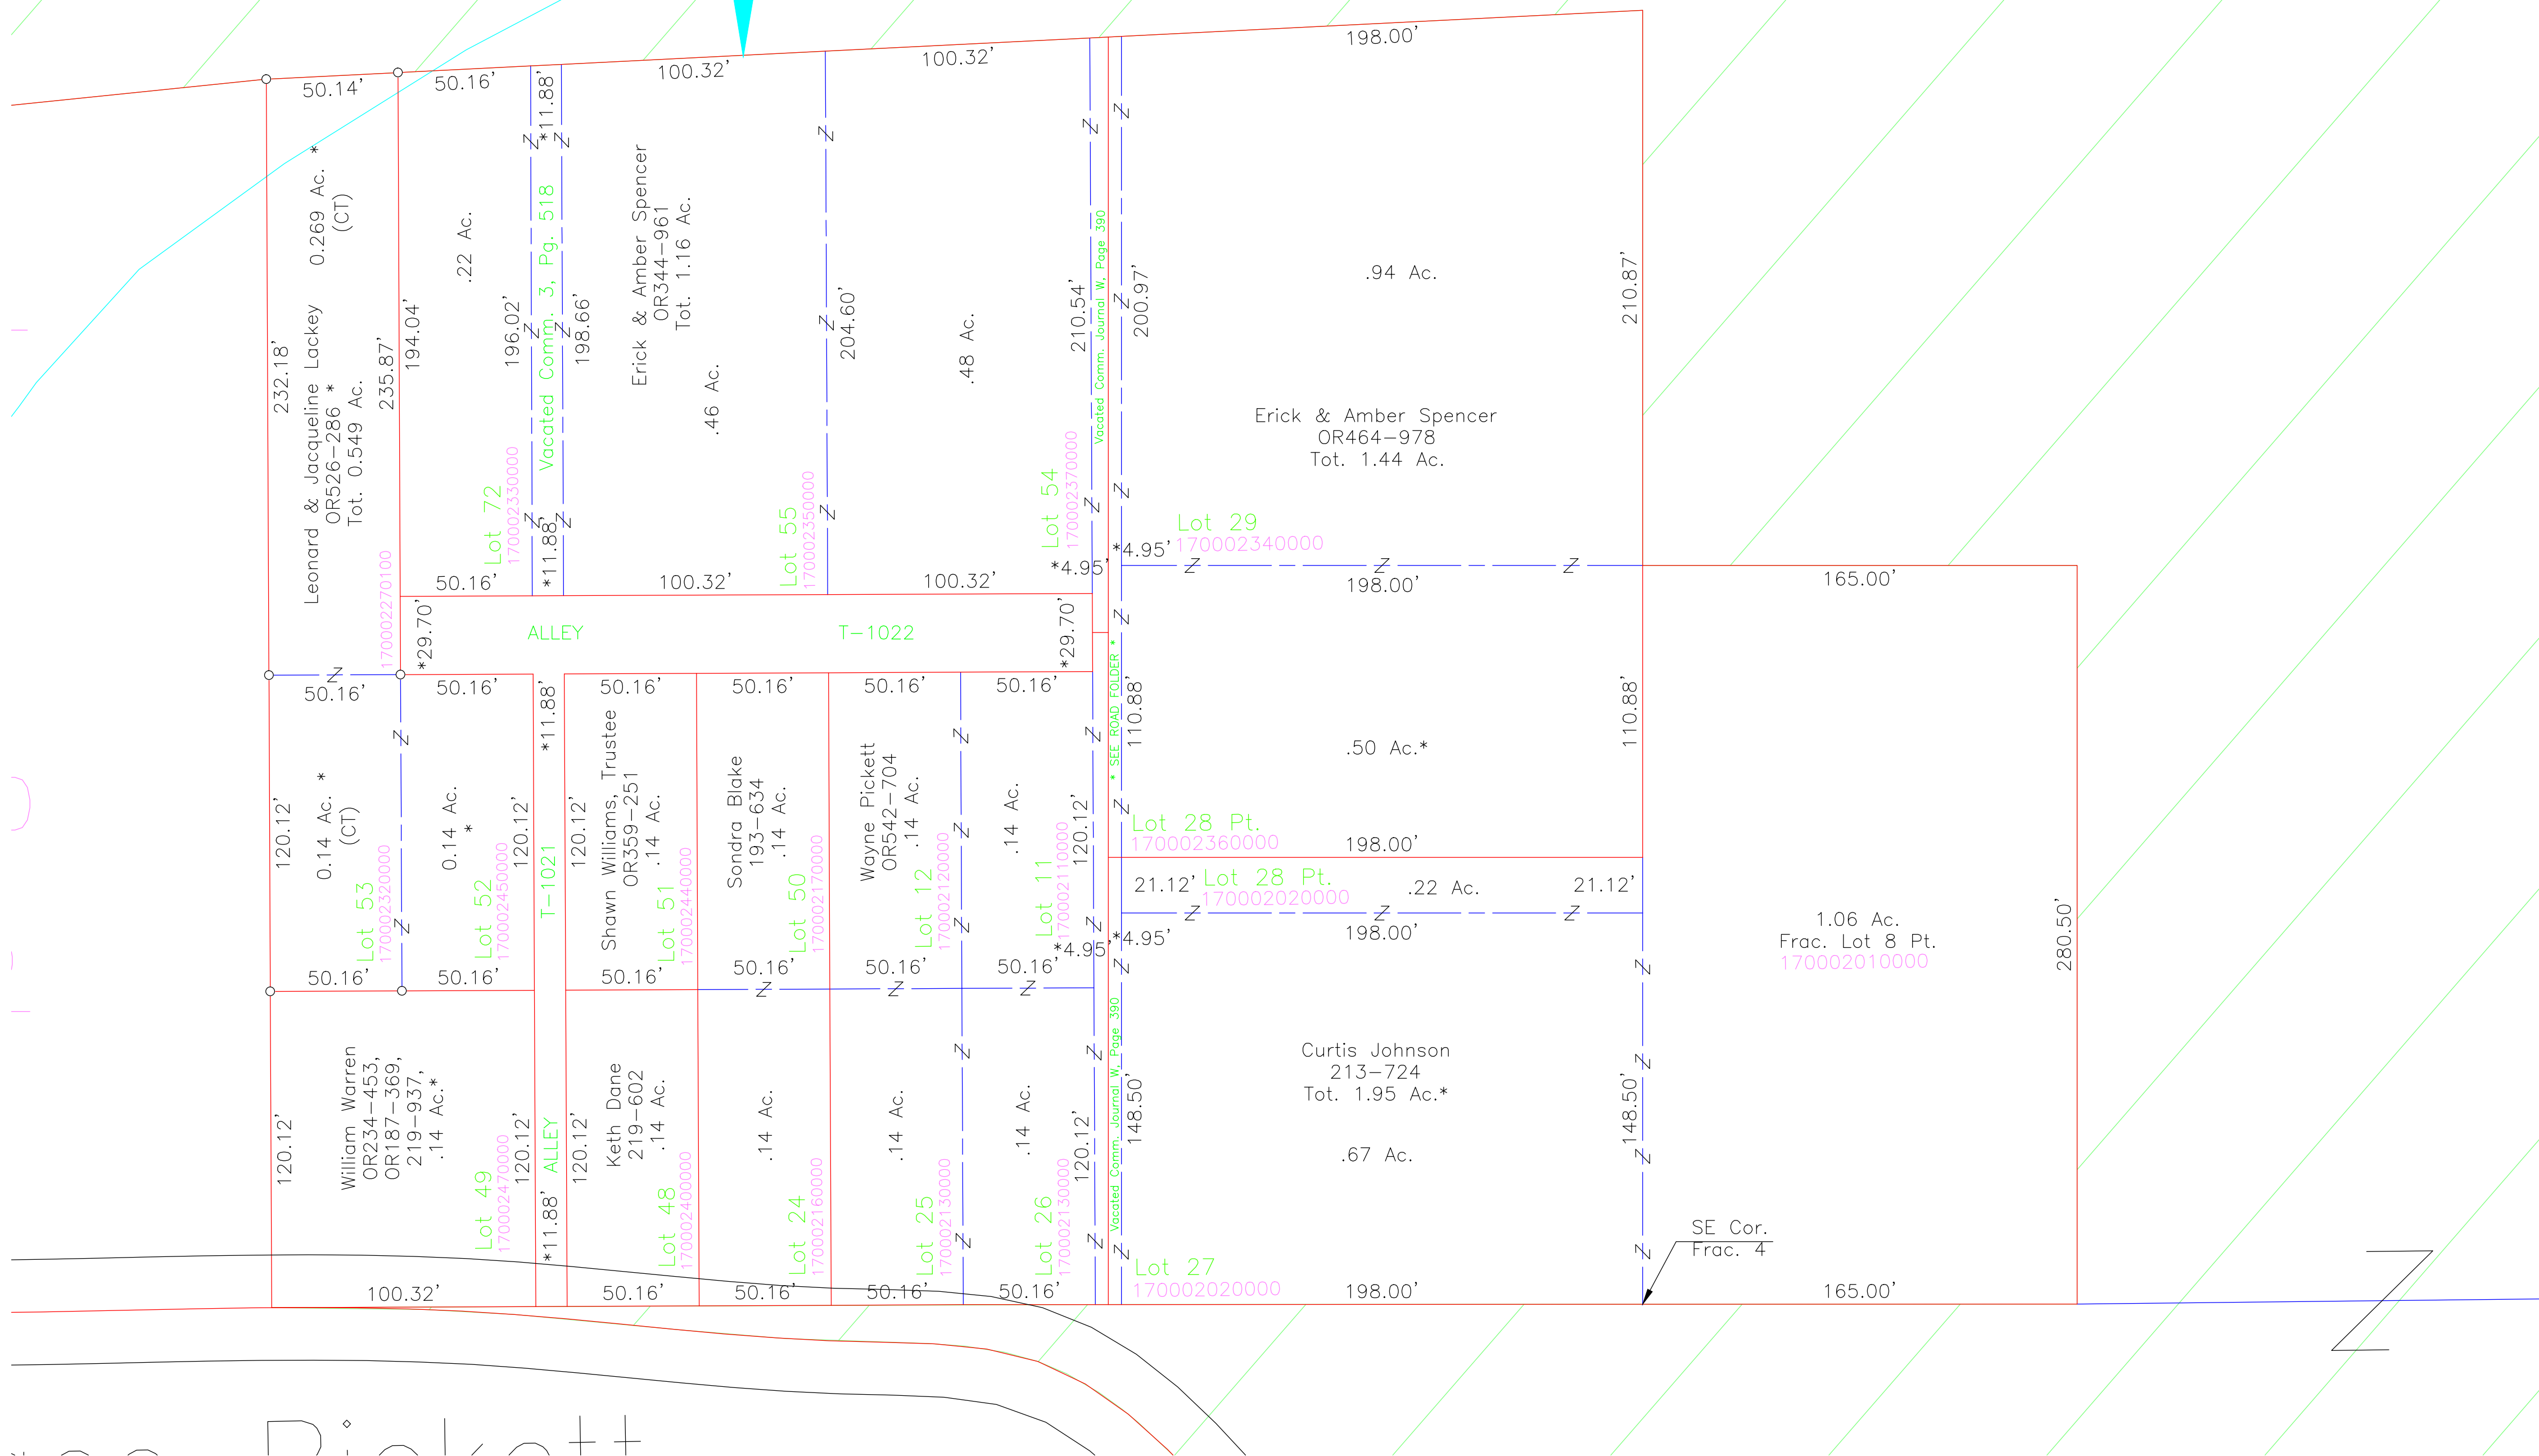 198.00'
50.14'
50.16'
*11.88'
100.32'
100.32'
Leonard & Jacqueline Lackey
OR526-286 *
Tot. 0.549 Ac.
0.269 Ac. *
(CT)
232.18'
235.87'
170002270100
194.04'
.22 Ac.
196.02'
Lot 72
170002330000
Vacated Comm. 3, Pg. 518
*11.88'
198.66'
Erick & Amber Spencer
OR344-961
Tot. 1.16 Ac.
.46 Ac.
Lot 55
170002350000
204.60'
.48 Ac.
210.54'
Lot 54
170002370000
Vacated Comm. Journal W, Page 390
200.97'
.94 Ac.
210.87'
Erick & Amber Spencer
OR464-978
Tot. 1.44 Ac.
Lot 29
170002340000
*4.95'
*4.95'
50.16'
100.32'
100.32'
198.00'
165.00'
*29.70'
ALLEY
T-1022
*29.70'
* SEE ROAD FOLDER *
50.16'
50.16'
50.16'
50.16'
50.16'
50.16'
120.12'
0.14 Ac. *
(CT)
Lot 53
170002320000
0.14 Ac.
*
Lot 52
170002450000
120.12'
*11.88'
T-1021
120.12'
Shawn Williams, Trustee
OR359-251
.14 Ac.
Lot 51
170002440000
Sondra Blake
193-634
.14 Ac.
Lot 50
170002170000
Wayne Pickett
OR542-704
.14 Ac.
Lot 12
170002120000
.14 Ac.
Lot 11
170002110000
120.12'
110.88'
.50 Ac.*
110.88'
Lot 28 Pt.
170002360000
198.00'
21.12'
Lot 28 Pt.
170002020000
.22 Ac.
21.12'
198.00'
*4.95'
*4.95'
1.06 Ac.
Frac. Lot 8 Pt.
170002010000
280.50'
50.16'
50.16'
50.16'
50.16'
50.16'
50.16'
120.12'
William Warren
OR234-453,
OR187-369,
219-937,
.14 Ac.*
Lot 49
170002470000
120.12'
ALLEY
*11.88'
120.12'
Keth Dane
219-602
.14 Ac.
Lot 48
170002400000
.14 Ac.
Lot 24
170002160000
.14 Ac.
Lot 25
170002130000
.14 Ac.
Lot 26
170002130000
120.12'
Vacated Comm. Journal W, Page 390
148.50'
Curtis Johnson
213-724
Tot. 1.95 Ac.*
.67 Ac.
148.50'
SE Cor.
Frac. 4
Lot 27
170002020000
100.32'
50.16'
50.16'
50.16'
50.16'
198.00'
165.00'